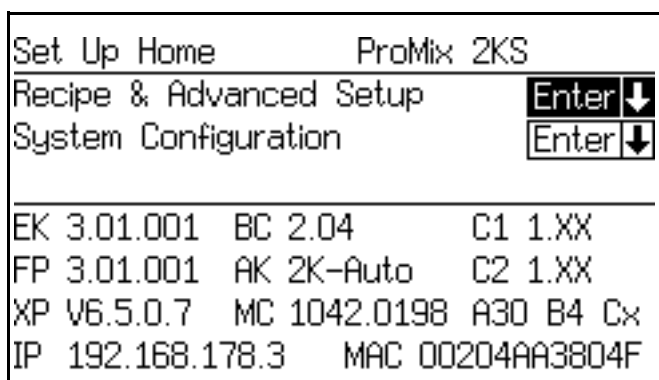 Set Up Home ProMix 2KS
Recipe & Advanced Setup Enter
System Configuration Enter
EK 3.01.001 BC 2.04 C1 1.XX
FP 3.01.001 AK 2K-Auto C2 1.XX
XP V6.5.0.7 MC 1042.0198 A30 B4 Cx
IP 192.168.178.3 MAC 00204AA3804F